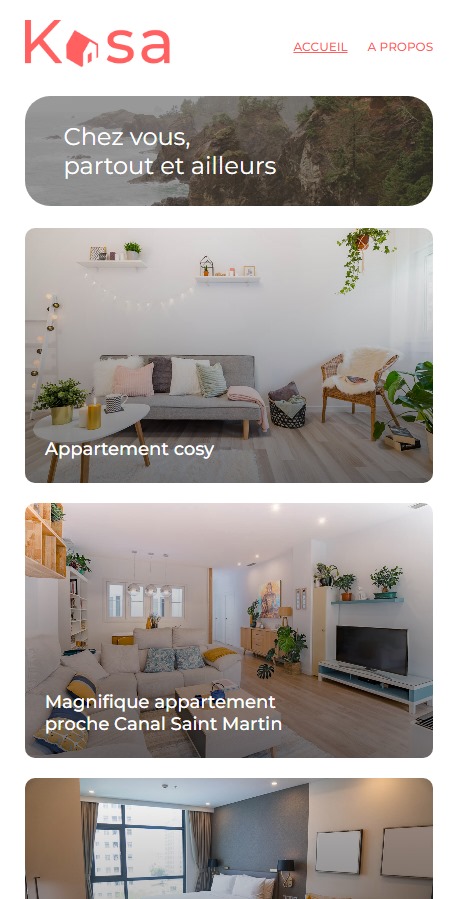 Kasa
ACCUEIL A PROPOS
Chez vous,
partout et ailleurs
Appartement cosy
Magnifique appartement
proche Canal Saint Martin